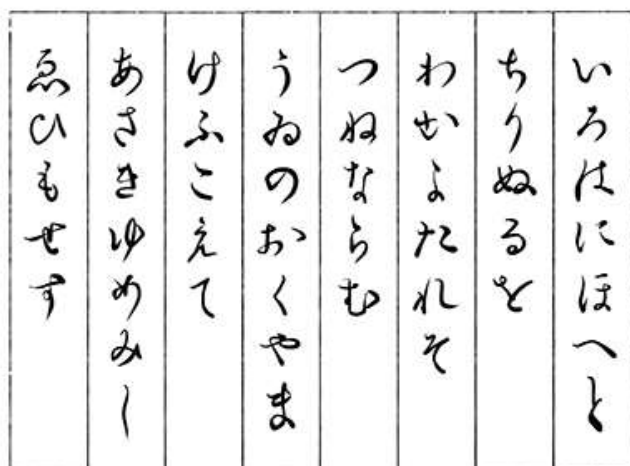 いろはにほへと
ちりぬるを
わかよたれそ
つねならむ
うゐのおくやま
けふこえて
あさきゆめみし
ゑひもせす